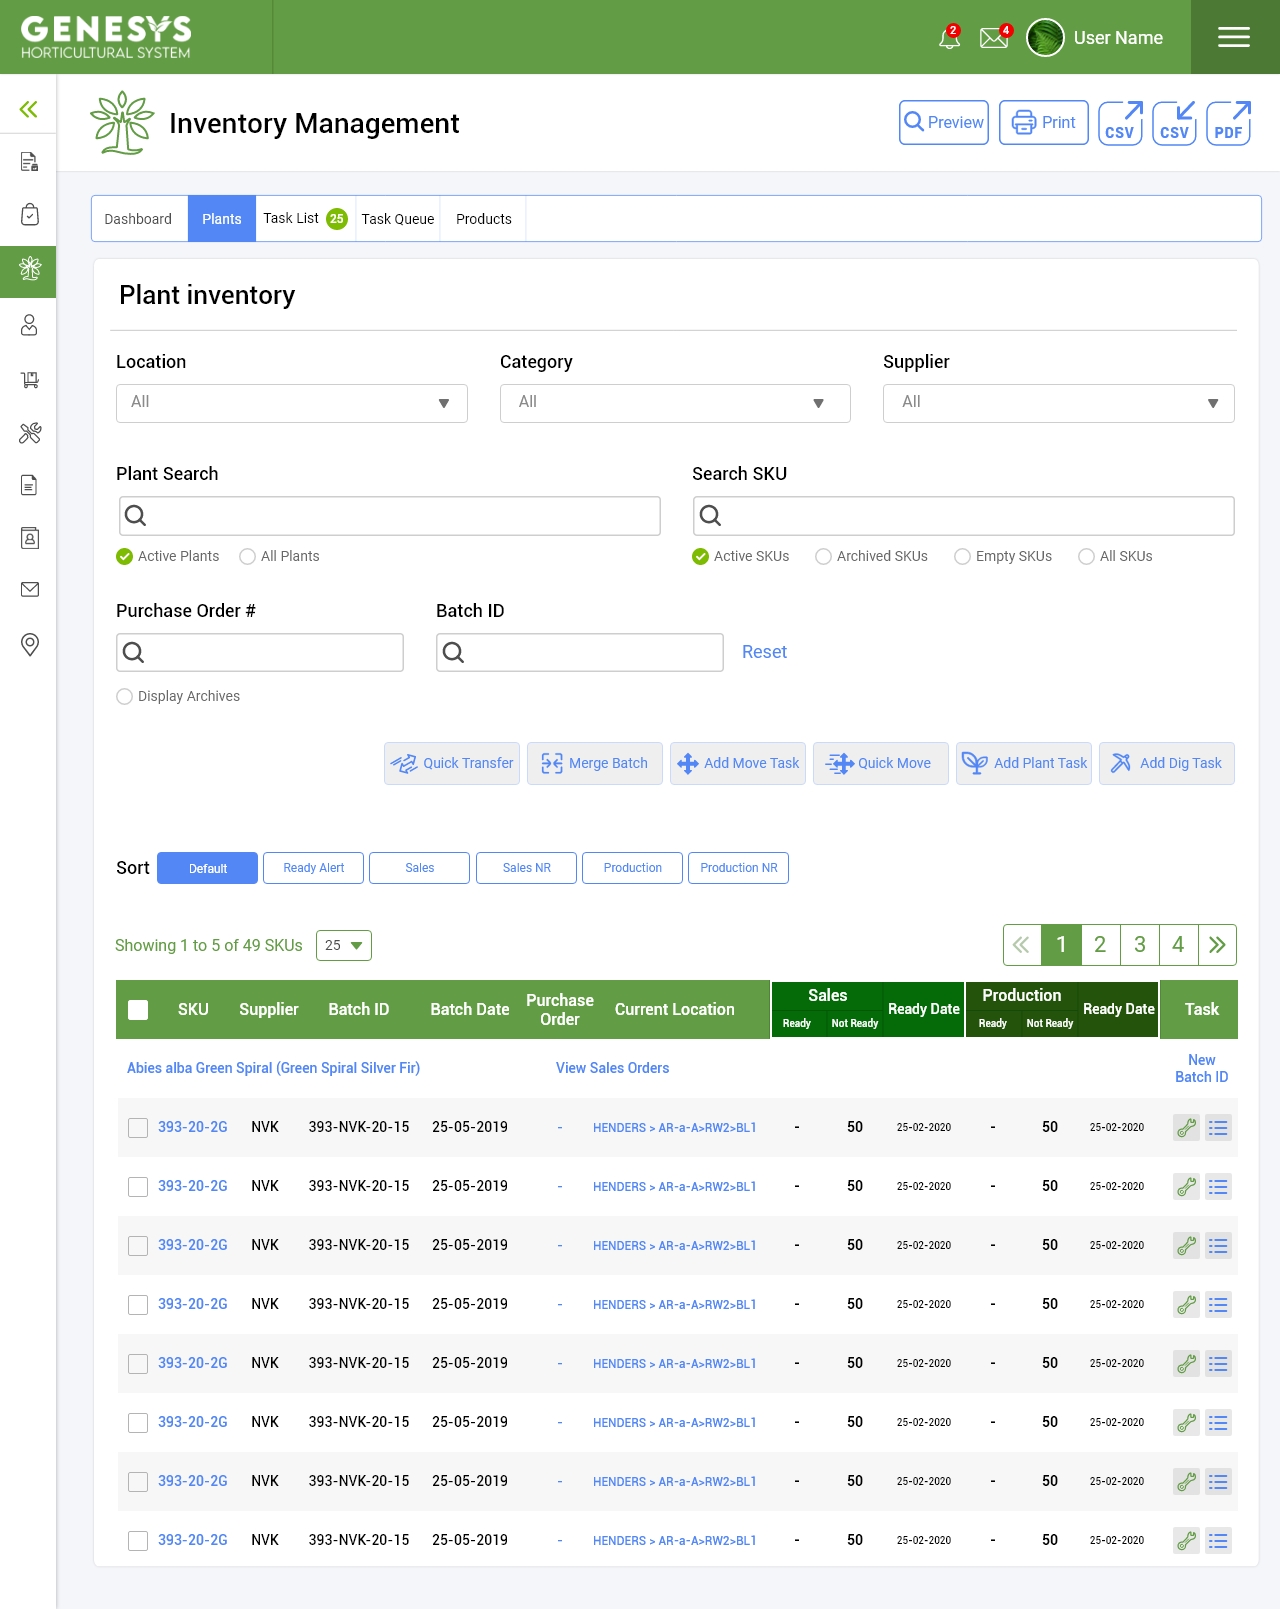 GENESYS
HORTICULTURAL SYSTEM
2
4
User Name
Inventory Management
Preview
Print
CSV
CSV
PDF
Dashboard
Plants
Task List 25
Task Queue
Products
Plant inventory
Location
Category
Supplier
All
All
All
Plant Search
Search SKU
Active Plants
All Plants
Active SKUs
Archived SKUs
Empty SKUs
All SKUs
Purchase Order #
Batch ID
Reset
Display Archives
Quick Transfer
Merge Batch
Add Move Task
Quick Move
Add Plant Task
Add Dig Task
Sort
Default
Ready Alert
Sales
Sales NR
Production
Production NR
Showing 1 to 5 of 49 SKUs
25
« 1 2 3 4 »
SKU
Supplier
Batch ID
Batch Date
Purchase
Order
Current Location
Sales
Ready
Not Ready
Ready Date
Production
Ready
Not Ready
Ready Date
Task
Abies alba Green Spiral (Green Spiral Silver Fir)
View Sales Orders
New
Batch ID
393-20-2G NVK 393-NVK-20-15 25-05-2019 - HENDERS > AR-a-A>RW2>BL1 - 50 25-02-2020 - 50 25-02-2020
393-20-2G NVK 393-NVK-20-15 25-05-2019 - HENDERS > AR-a-A>RW2>BL1 - 50 25-02-2020 - 50 25-02-2020
393-20-2G NVK 393-NVK-20-15 25-05-2019 - HENDERS > AR-a-A>RW2>BL1 - 50 25-02-2020 - 50 25-02-2020
393-20-2G NVK 393-NVK-20-15 25-05-2019 - HENDERS > AR-a-A>RW2>BL1 - 50 25-02-2020 - 50 25-02-2020
393-20-2G NVK 393-NVK-20-15 25-05-2019 - HENDERS > AR-a-A>RW2>BL1 - 50 25-02-2020 - 50 25-02-2020
393-20-2G NVK 393-NVK-20-15 25-05-2019 - HENDERS > AR-a-A>RW2>BL1 - 50 25-02-2020 - 50 25-02-2020
393-20-2G NVK 393-NVK-20-15 25-05-2019 - HENDERS > AR-a-A>RW2>BL1 - 50 25-02-2020 - 50 25-02-2020
393-20-2G NVK 393-NVK-20-15 25-05-2019 - HENDERS > AR-a-A>RW2>BL1 - 50 25-02-2020 - 50 25-02-2020